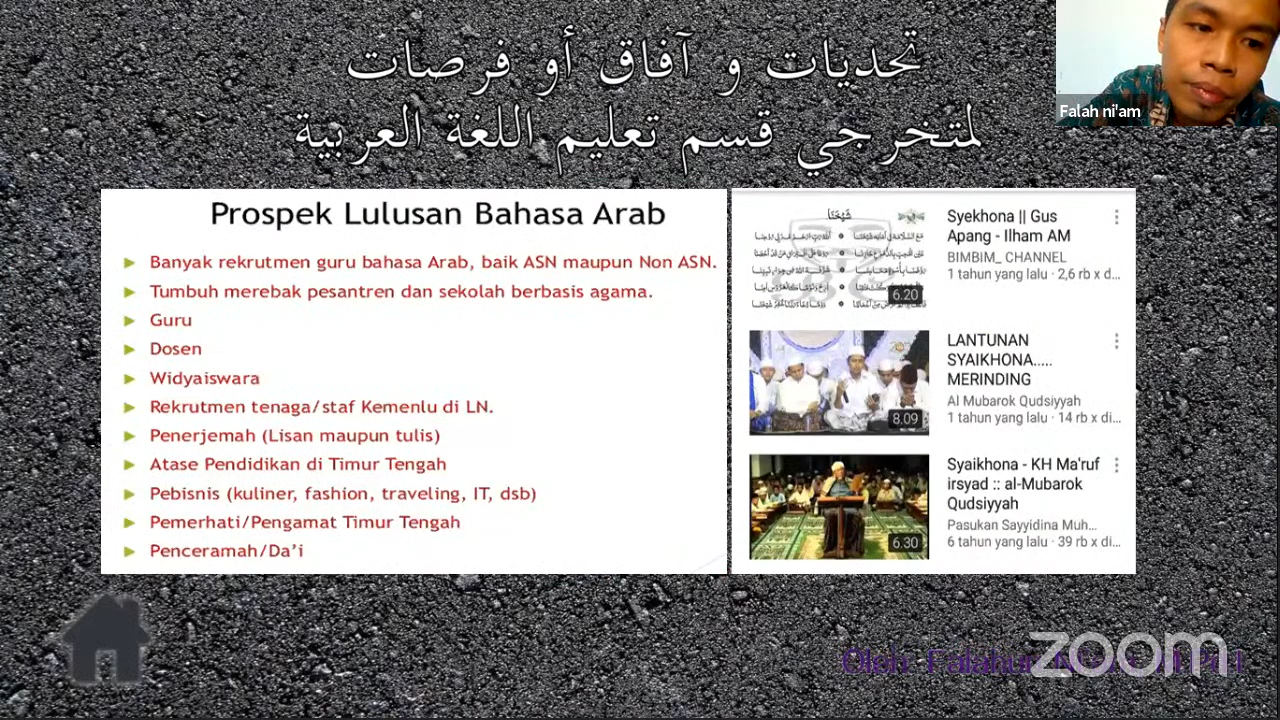 تحديات و آفاق أو فرصات
لمتخرجي قسم تعليم اللغة العربية
Falah ni'am
Prospek Lulusan Bahasa Arab
Banyak rekrutmen guru bahasa Arab, baik ASN maupun Non ASN.
Tumbuh merebak pesantren dan sekolah berbasis agama.
Guru
Dosen
Widyaiswara
Rekrutmen tenaga/staf Kemenlu di LN.
Penerjemah (Lisan maupun tulis)
Atase Pendidikan di Timur Tengah
Pebisnis (kuliner, fashion, traveling, IT, dsb)
Pemerhati/Pengamat Timur Tengah
Penceramah/Da'i
شيخنا
6.20
Syekhona || Gus
Apang - Ilham AM
BIMBIM_ CHANNEL
1 tahun yang lalu · 2,6 rb x d...
8.09
LANTUNAN
SYAIKHONA.....
MERINDING
Al Mubarok Qudsiyyah
1 tahun yang lalu · 14 rb x di...
6.30
Syaikhona - KH Ma'ruf
irsyad :: al-Mubarok
Qudsiyyah
Pasukan Sayyidina Muh...
6 tahun yang lalu · 39 rb x di...
Oleh
zoom